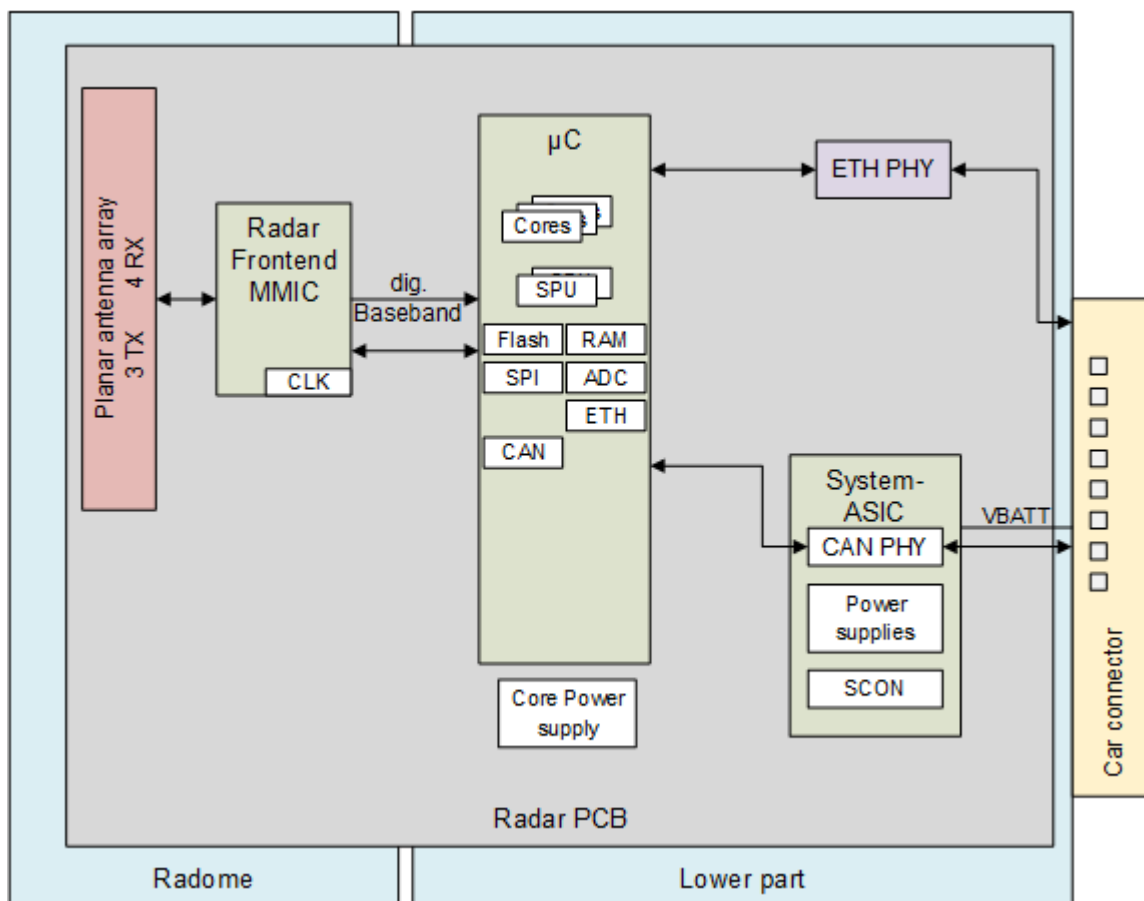 Planar antenna array
3 TX 4 RX
Radar
Frontend
MMIC
CLK
dig.
Baseband
µC
Cores
SPU
Flash
RAM
SPI
ADC
ETH
CAN
Core Power
supply
ETH PHY
System-
ASIC
CAN PHY
Power
supplies
SCON
VBATT
Car connector
Radar PCB
Radome
Lower part